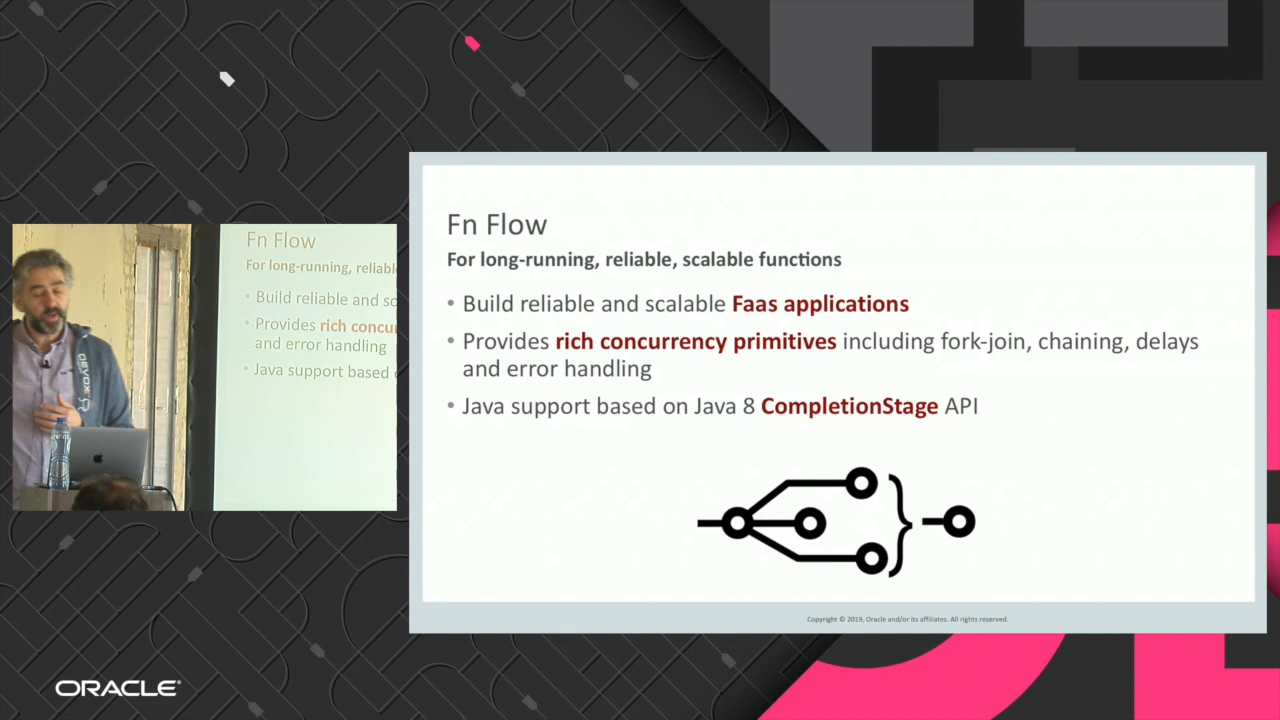 Fn Flow
For long-running, reliable, scalable functions
• Build reliable and scalable Faas applications
• Provides rich concurrency primitives including fork-join, chaining, delays
and error handling
• Java support based on Java 8 CompletionStage API
Copyright © 2019, Oracle and/or its affiliates. All rights reserved.
Fn Flow
For long-running, reliable
• Build reliable and sc
• Provides rich concu
and error handling
• Java support based
DEVOXX
ORACLE®